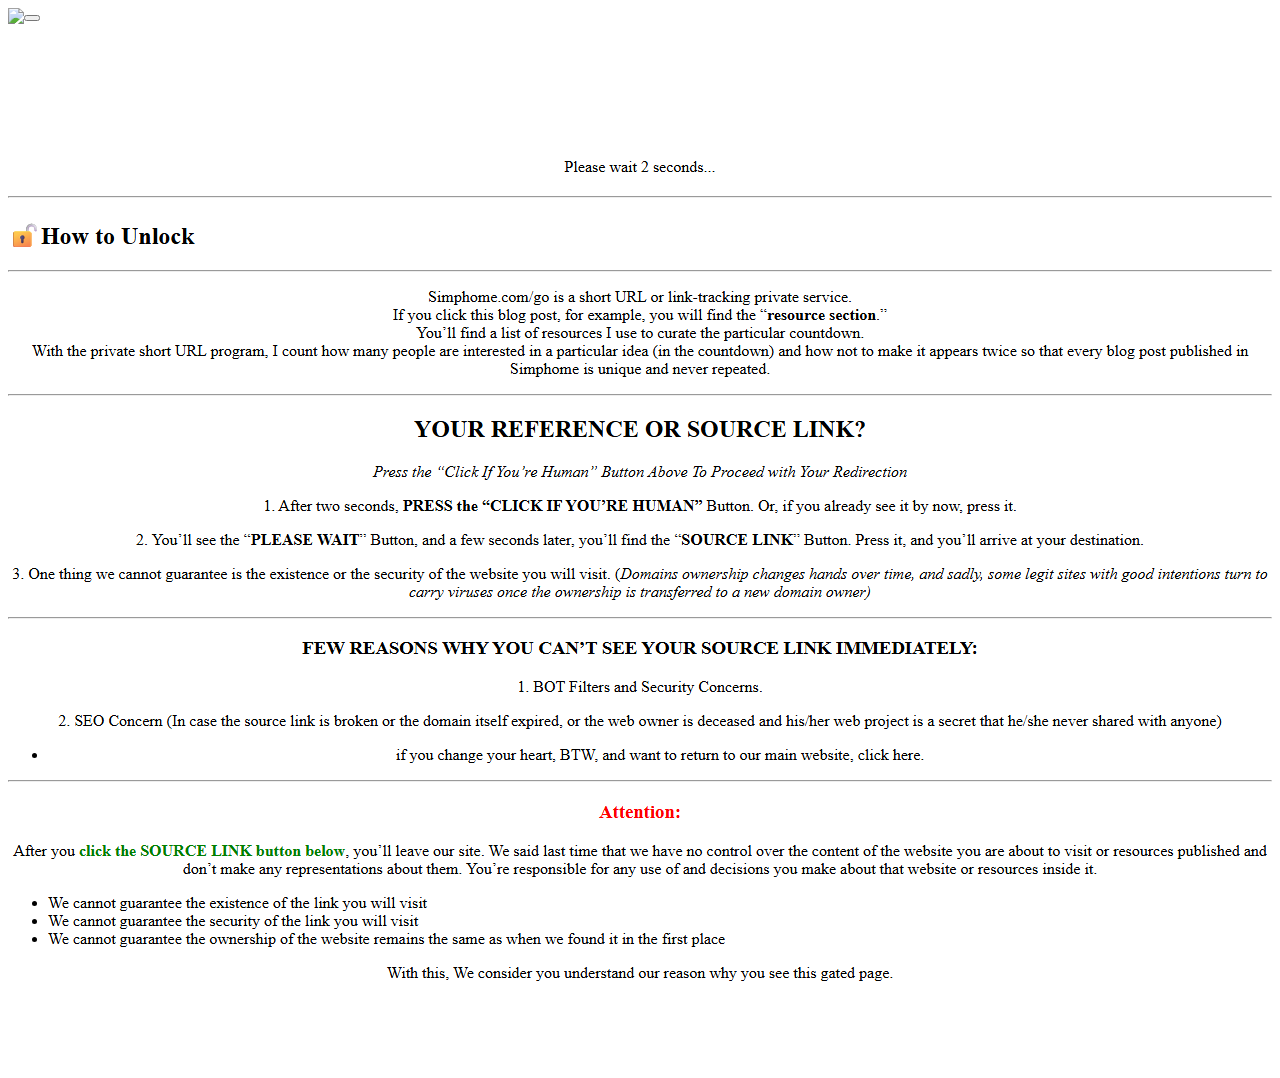 Please wait 2 seconds...
How to Unlock
Simphome.com/go is a short URL or link-tracking private service.
If you click this blog post, for example, you will find the “resource section.”
You’ll find a list of resources I use to curate the particular countdown.
With the private short URL program, I count how many people are interested in a particular idea (in the countdown) and how not to make it appears twice so that every blog post published in
Simphome is unique and never repeated.
YOUR REFERENCE OR SOURCE LINK?
Press the “Click If You’re Human” Button Above To Proceed with Your Redirection
1. After two seconds, PRESS the “CLICK IF YOU’RE HUMAN” Button. Or, if you already see it by now, press it.
2. You’ll see the “PLEASE WAIT” Button, and a few seconds later, you’ll find the “SOURCE LINK” Button. Press it, and you’ll arrive at your destination.
3. One thing we cannot guarantee is the existence or the security of the website you will visit. (Domains ownership changes hands over time, and sadly, some legit sites with good intentions turn to
carry viruses once the ownership is transferred to a new domain owner)
FEW REASONS WHY YOU CAN’T SEE YOUR SOURCE LINK IMMEDIATELY:
1. BOT Filters and Security Concerns.
2. SEO Concern (In case the source link is broken or the domain itself expired, or the web owner is deceased and his/her web project is a secret that he/she never shared with anyone)
• if you change your heart, BTW, and want to return to our main website, click here.
Attention:
After you click the SOURCE LINK button below, you’ll leave our site. We said last time that we have no control over the content of the website you are about to visit or resources published and
don’t make any representations about them. You’re responsible for any use of and decisions you make about that website or resources inside it.
• We cannot guarantee the existence of the link you will visit
• We cannot guarantee the security of the link you will visit
• We cannot guarantee the ownership of the website remains the same as when we found it in the first place
With this, We consider you understand our reason why you see this gated page.